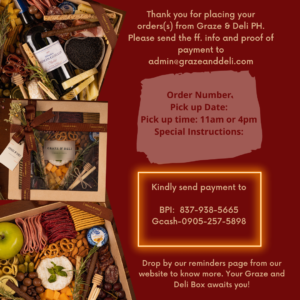 Thank you for placing your
orders(s) from Graze & Deli PH.
Please send the ff. info and proof of
payment to
admin@grazeanddeli.com
Order Number.
Pick up Date:
Pick up time: 11am or 4pm
Special Instructions:
GRAZE & DELI
Kindly send payment to
BPI: 837-938-5665
Gcash-0905-257-5898
Drop by our reminders page from our
website to know more. Your Graze and
Deli Box awaits you!